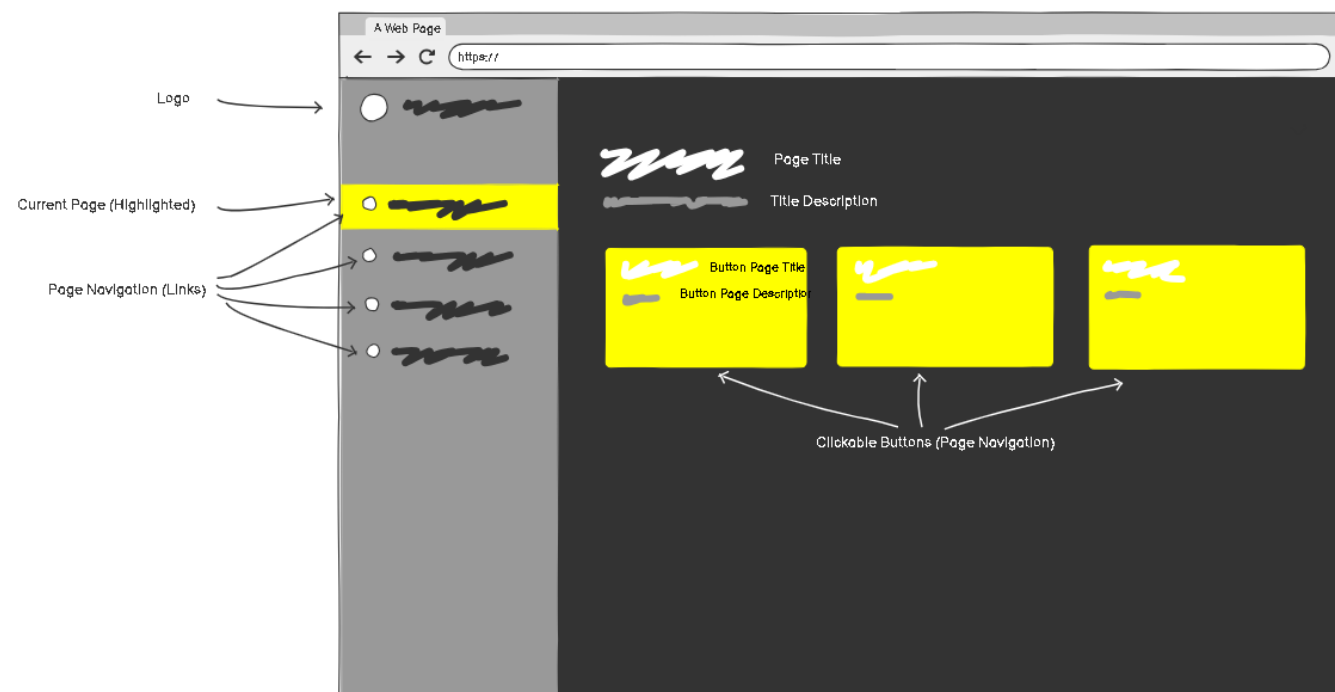 A Web Page
https://
Logo
Page Title
Current Page (Highlighted)
Title Description
Button Page Title
Page Navigation (Links)
Button Page Description
Clickable Buttons (Page Navigation)